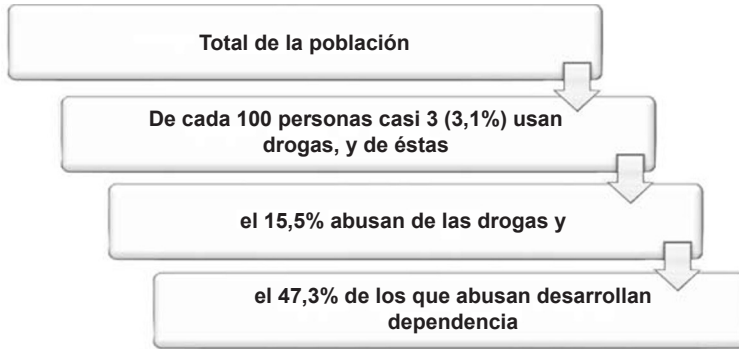 Total de la población
De cada 100 personas casi 3 (3,1%) usan
drogas, y de éstas
el 15,5% abusan de las drogas y
el 47,3% de los que abusan desarrollan
dependencia